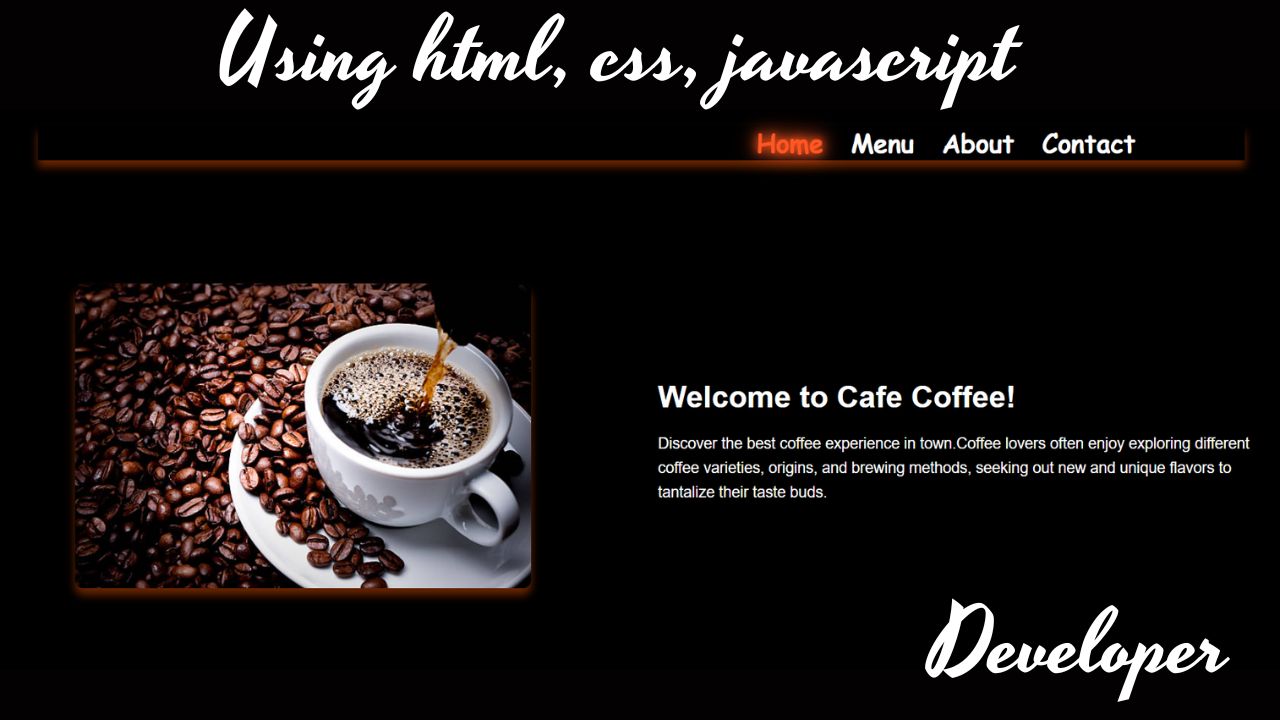 Using html, css, javascript
Home Menu About Contact
Welcome to Cafe Coffee!
Discover the best coffee experience in town.Coffee lovers often enjoy exploring different
coffee varieties, origins, and brewing methods, seeking out new and unique flavors to
tantalize their taste buds.
Developer